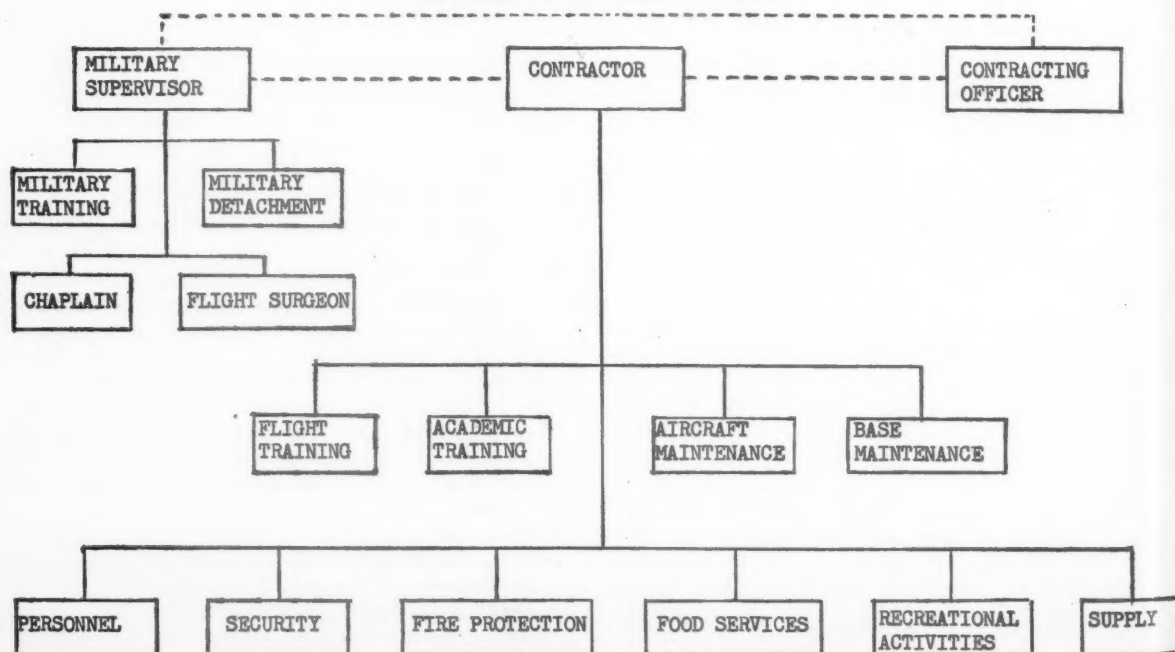 MILITARY
SUPERVISOR
CONTRACTOR
CONTRACTING
OFFICER
MILITARY
TRAINING
MILITARY
DETACHMENT
CHAPLAIN
FLIGHT SURGEON
FLIGHT
TRAINING
ACADEMIC
TRAINING
AIRCRAFT
MAINTENANCE
BASE
MAINTENANCE
PERSONNEL
SECURITY
FIRE PROTECTION
FOOD SERVICES
RECREATIONAL
ACTIVITIES
SUPPLY